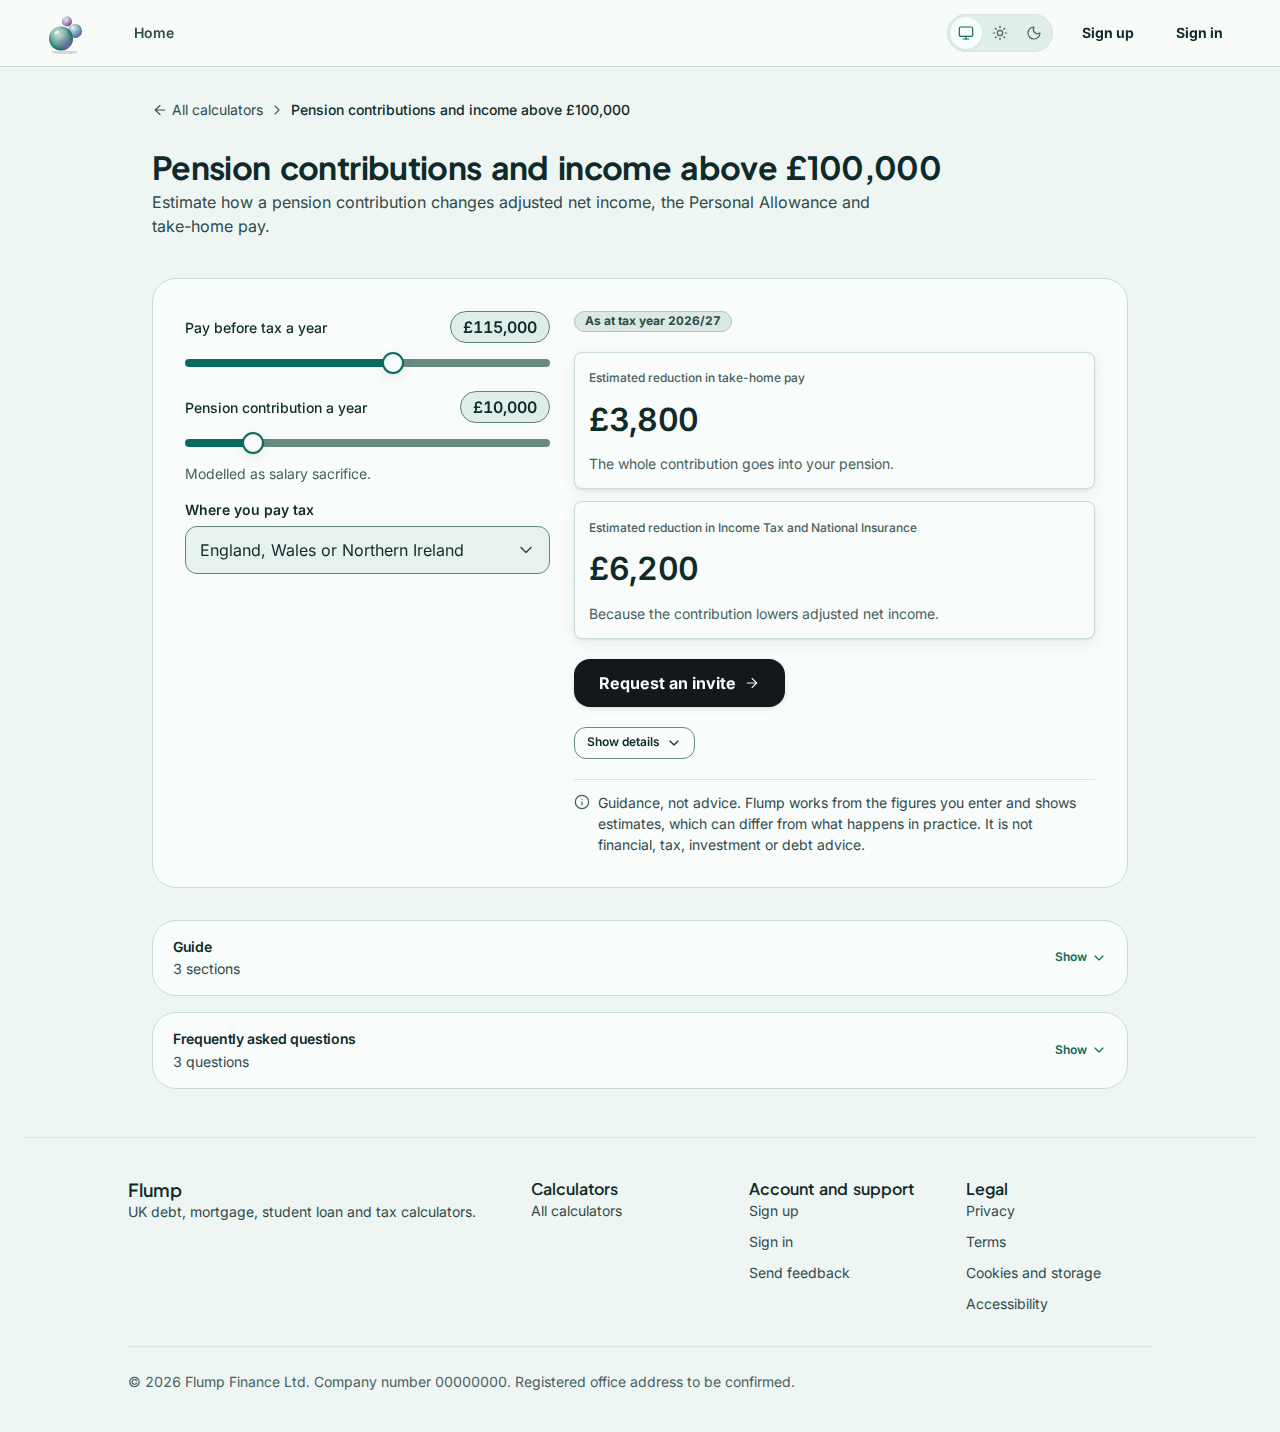 Home
Sign up
Sign in
All calculators
Pension contributions and income above £100,000
Pension contributions and income above £100,000
Estimate how a pension contribution changes adjusted net income, the Personal Allowance and
take-home pay.
Pay before tax a year
£115,000
Pension contribution a year
£10,000
Modelled as salary sacrifice.
Where you pay tax
England, Wales or Northern Ireland
As at tax year 2026/27
Estimated reduction in take-home pay
£3,800
The whole contribution goes into your pension.
Estimated reduction in Income Tax and National Insurance
£6,200
Because the contribution lowers adjusted net income.
Request an invite
Show details
Guidance, not advice. Flump works from the figures you enter and shows
estimates, which can differ from what happens in practice. It is not
financial, tax, investment or debt advice.
Guide
3 sections
Show
Frequently asked questions
3 questions
Show
Flump
UK debt, mortgage, student loan and tax calculators.
Calculators
All calculators
Account and support
Sign up
Sign in
Send feedback
Legal
Privacy
Terms
Cookies and storage
Accessibility
© 2026 Flump Finance Ltd. Company number 00000000. Registered office address to be confirmed.